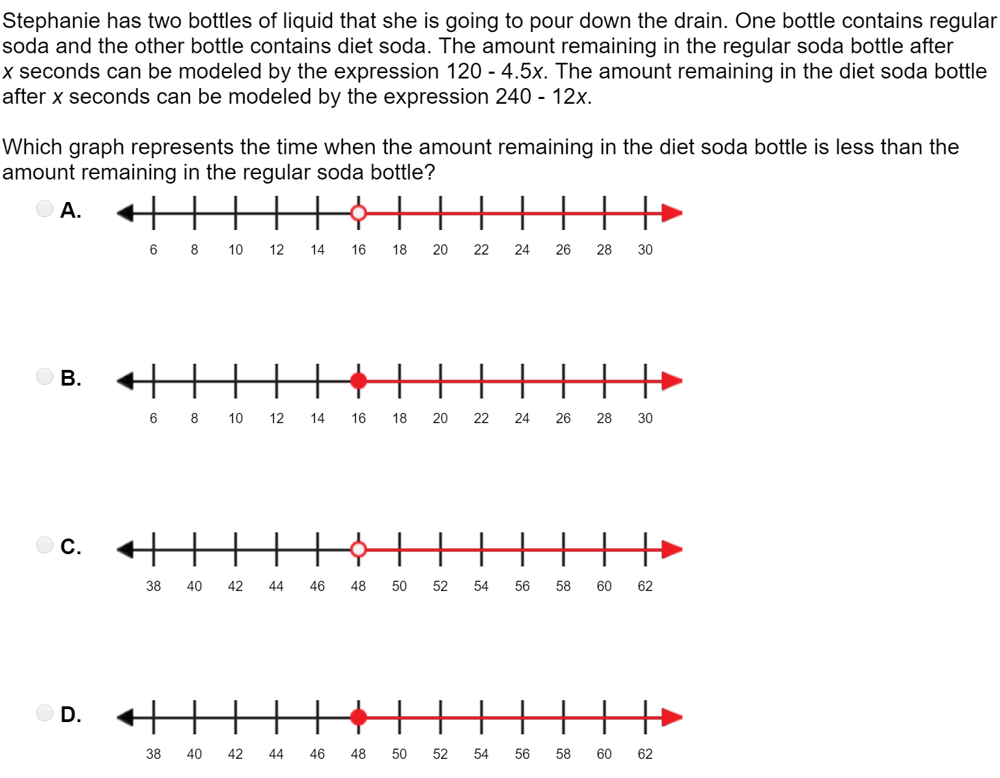 Stephanie has two bottles of liquid that she is going to pour down the drain. One bottle contains regular
soda and the other bottle contains diet soda. The amount remaining in the regular soda bottle after
x seconds can be modeled by the expression 120 - 4.5x. The amount remaining in the diet soda bottle
after x seconds can be modeled by the expression 240 - 12x.
Which graph represents the time when the amount remaining in the diet soda bottle is less than the
amount remaining in the regular soda bottle?
A.
6 8 10 12 14 16 18 20 22 24 26 28 30
B.
6 8 10 12 14 16 18 20 22 24 26 28 30
C.
38 40 42 44 46 48 50 52 54 56 58 60 62
D.
38 40 42 44 46 48 50 52 54 56 58 60 62